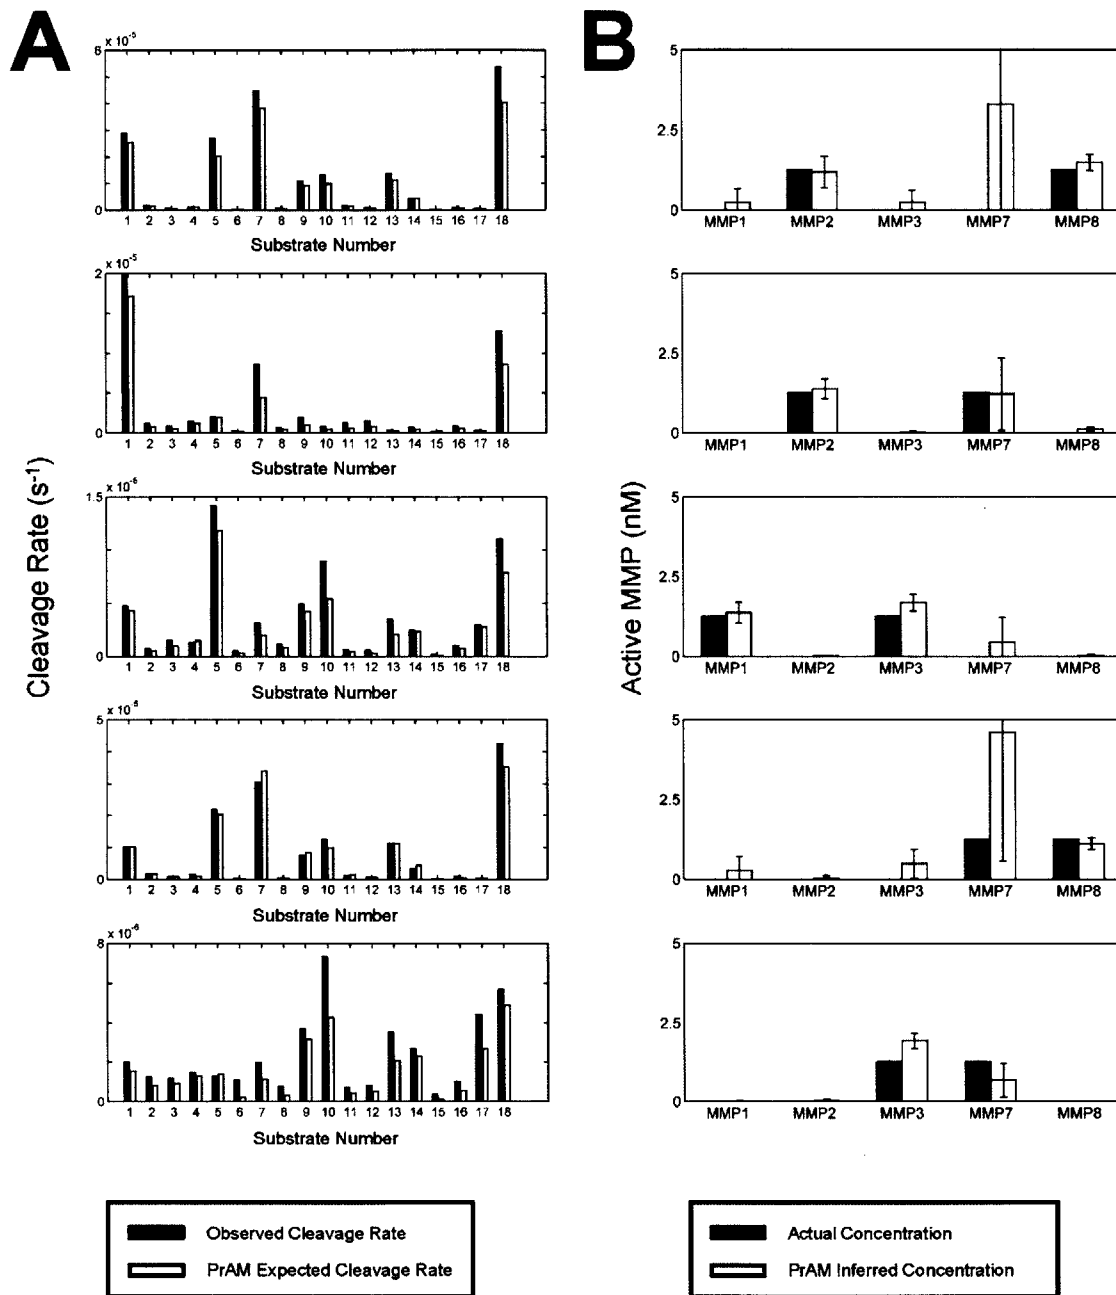 A
B
Cleavage Rate (s-1)
Active MMP (nM)
6 x 10-5
0
1 2 3 4 5 6 7 8 9 10 11 12 13 14 15 16 17 18
Substrate Number
5
2.5
0
MMP1 MMP2 MMP3 MMP7 MMP8
2 x 10-5
0
1 2 3 4 5 6 7 8 9 10 11 12 13 14 15 16 17 18
Substrate Number
5
2.5
0
MMP1 MMP2 MMP3 MMP7 MMP8
1.5 x 10-6
0
1 2 3 4 5 6 7 8 9 10 11 12 13 14 15 16 17 18
Substrate Number
5
2.5
0
MMP1 MMP2 MMP3 MMP7 MMP8
5 x 10-5
0
1 2 3 4 5 6 7 8 9 10 11 12 13 14 15 16 17 18
Substrate Number
5
2.5
0
MMP1 MMP2 MMP3 MMP7 MMP8
8 x 10-6
0
1 2 3 4 5 6 7 8 9 10 11 12 13 14 15 16 17 18
Substrate Number
5
2.5
0
MMP1 MMP2 MMP3 MMP7 MMP8
Observed Cleavage Rate
PrAM Expected Cleavage Rate
Actual Concentration
PrAM Inferred Concentration